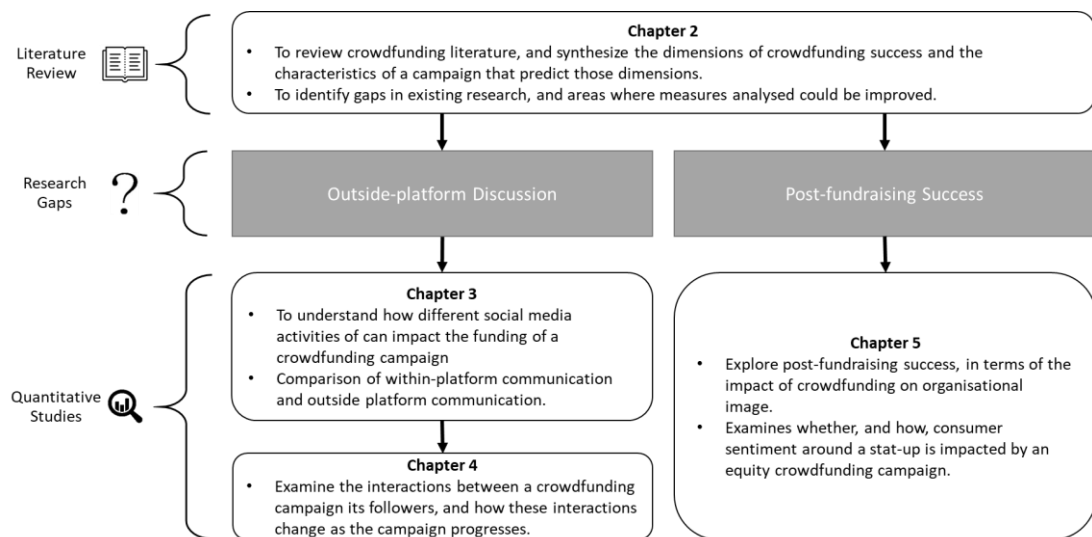 Literature
Review
Chapter 2
• To review crowdfunding literature, and synthesize the dimensions of crowdfunding success and the
characteristics of a campaign that predict those dimensions.
• To identify gaps in existing research, and areas where measures analysed could be improved.
Research
Gaps
?
Outside-platform Discussion
Post-fundraising Success
Quantitative
Studies
Chapter 3
• To understand how different social media
activities of can impact the funding of a
crowdfunding campaign
• Comparison of within-platform communication
and outside platform communication.
Chapter 4
• Examine the interactions between a crowdfunding
campaign its followers, and how these interactions
change as the campaign progresses.
Chapter 5
• Explore post-fundraising success, in terms of the
impact of crowdfunding on organisational
image.
• Examines whether, and how, consumer
sentiment around a stat-up is impacted by an
equity crowdfunding campaign.